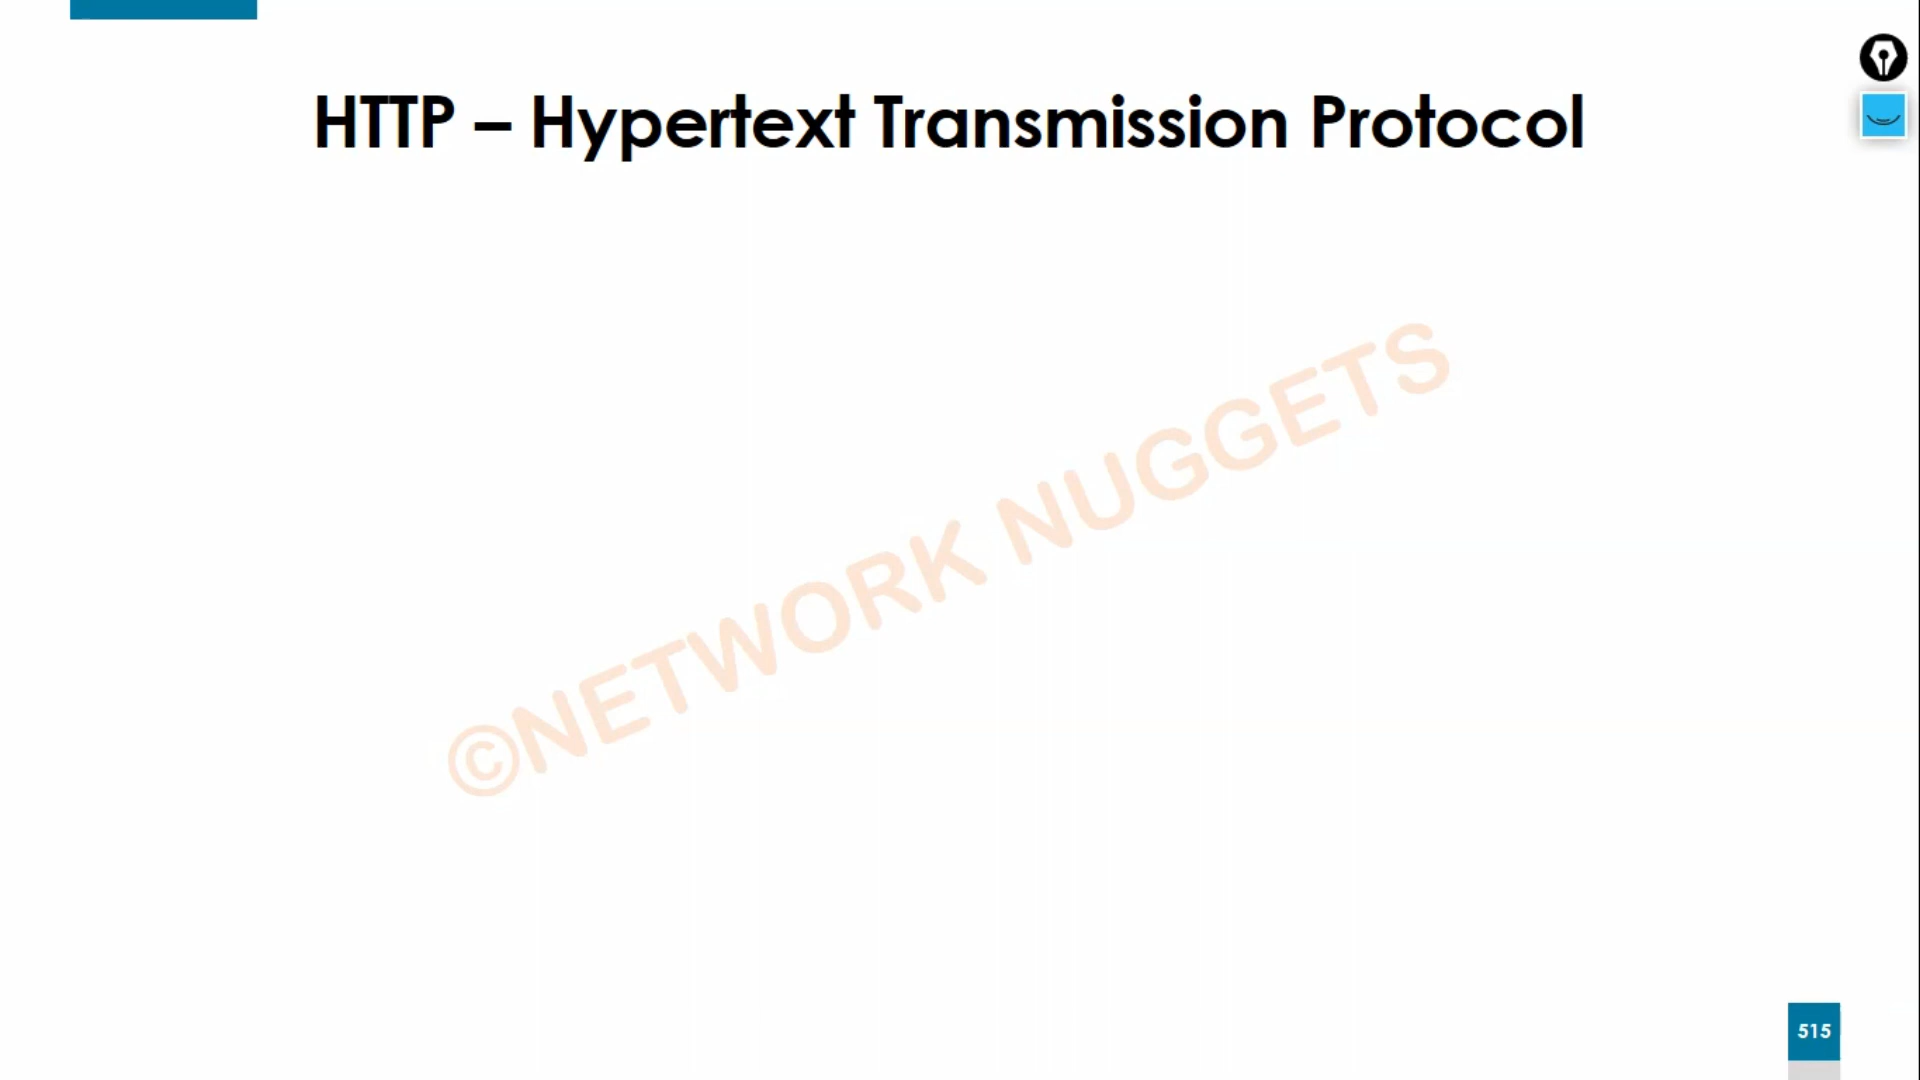 HTTP – Hypertext Transmission Protocol
©NETWORK NUGGETS
515